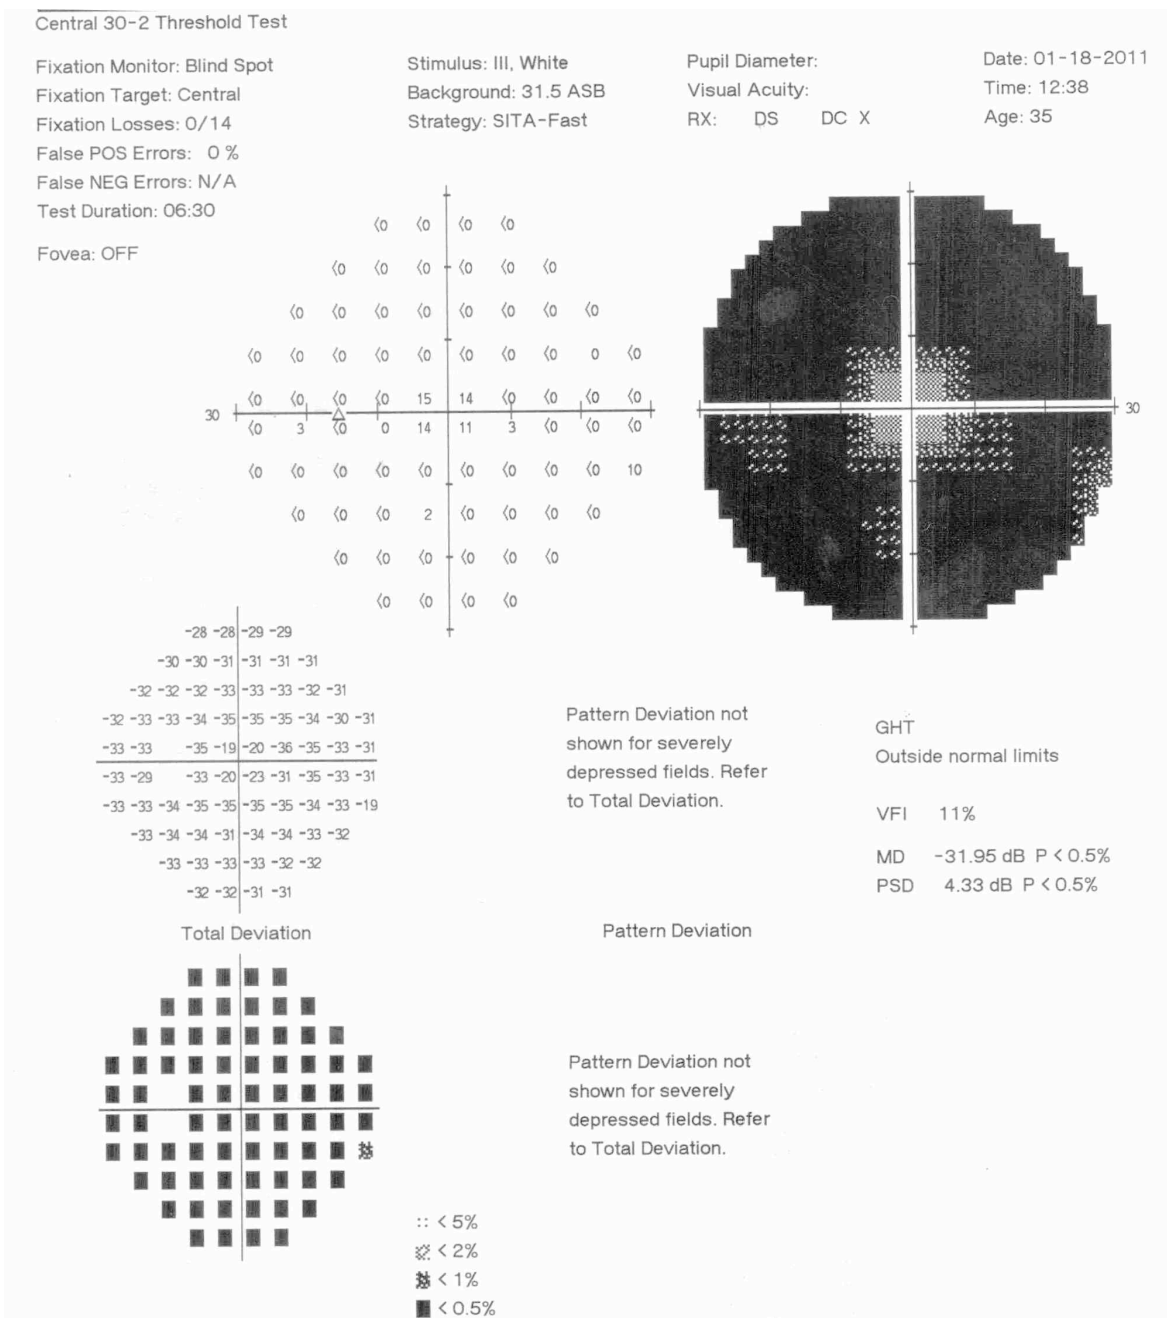 Central 30-2 Threshold Test
Fixation Monitor: Blind Spot
Fixation Target: Central
Fixation Losses: 0/14
False POS Errors: 0 %
False NEG Errors: N/A
Test Duration: 06:30
Fovea: OFF
Stimulus: III, White
Background: 31.5 ASB
Strategy: SITA-Fast
Pupil Diameter:
Visual Acuity:
RX: DS DC X
Date: 01-18-2011
Time: 12:38
Age: 35
<0 <0 <0 <0
<0 <0 <0 <0 <0 <0
<0 <0 <0 <0 <0 <0 <0 <0
<0 <0 <0 <0 <0 <0 <0 <0 0 <0
<0 <0 <0 <0 15 14 <0 <0 <0 <0
30
<0 3 <0 0 14 11 3 <0 <0 <0
<0 <0 <0 <0 <0 <0 <0 <0 <0 10
<0 <0 <0 2 <0 <0 <0 <0
<0 <0 <0 <0 <0 <0
<0 <0 <0 <0
30
-28 -28 -29 -29
-30 -30 -31 -31 -31 -31
-32 -32 -32 -33 -33 -33 -32 -31
-32 -33 -33 -34 -35 -35 -35 -34 -30 -31
-33 -33 -35 -19 -20 -36 -35 -33 -31
-33 -29 -33 -20 -23 -31 -35 -33 -31
-33 -33 -34 -35 -35 -35 -35 -34 -33 -19
-33 -34 -34 -31 -34 -34 -33 -32
-33 -33 -33 -33 -32 -32
-32 -32 -31 -31
Total Deviation
Pattern Deviation not
shown for severely
depressed fields. Refer
to Total Deviation.
Pattern Deviation
GHT
Outside normal limits
VFI 11%
MD -31.95 dB P < 0.5%
PSD 4.33 dB P < 0.5%
Pattern Deviation not
shown for severely
depressed fields. Refer
to Total Deviation.
:: < 5%
< 2%
< 1%
< 0.5%